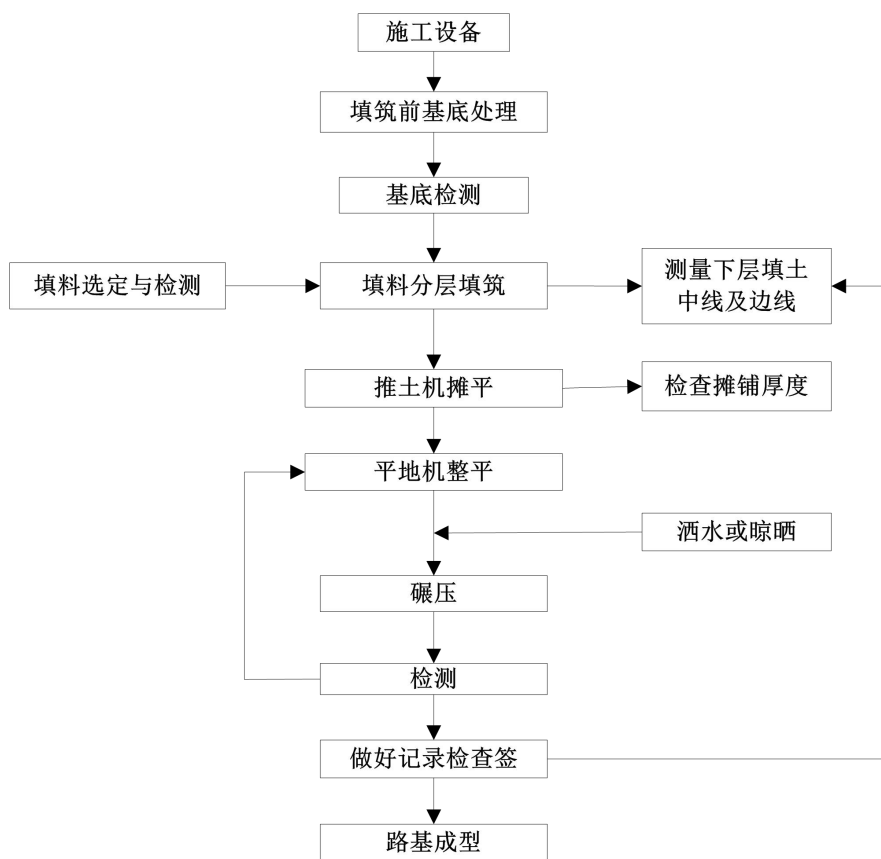 施工设备
填筑前基底处理
基底检测
填料选定与检测
填料分层填筑
测量下层填土
中线及边线
推土机摊平
检查摊铺厚度
平地机整平
洒水或晾晒
碾压
检测
做好记录检查签
路基成型